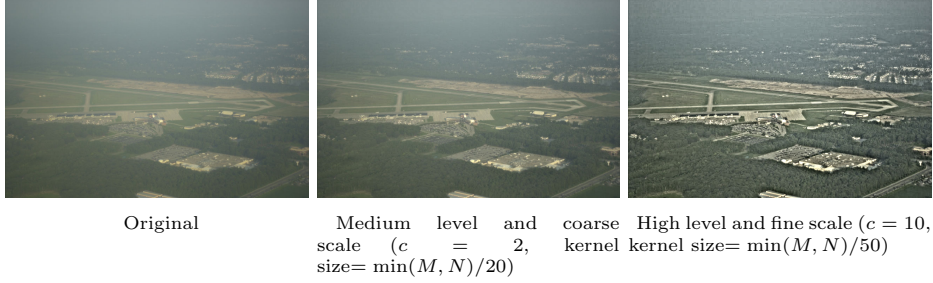 Original
Medium level and coarse
scale (c = 2, kernel
size= min(M, N)/20)
High level and fine scale (c = 10,
kernel size= min(M, N)/50)